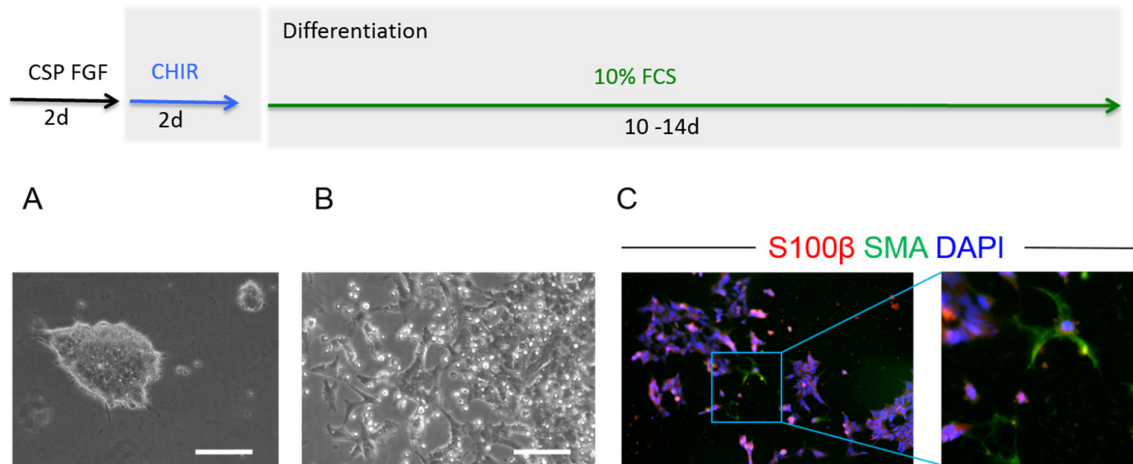 Differentiation
CSP FGF
CHIR
10% FCS
2d
2d
10 -14d
A
B
C
S100β SMA DAPI